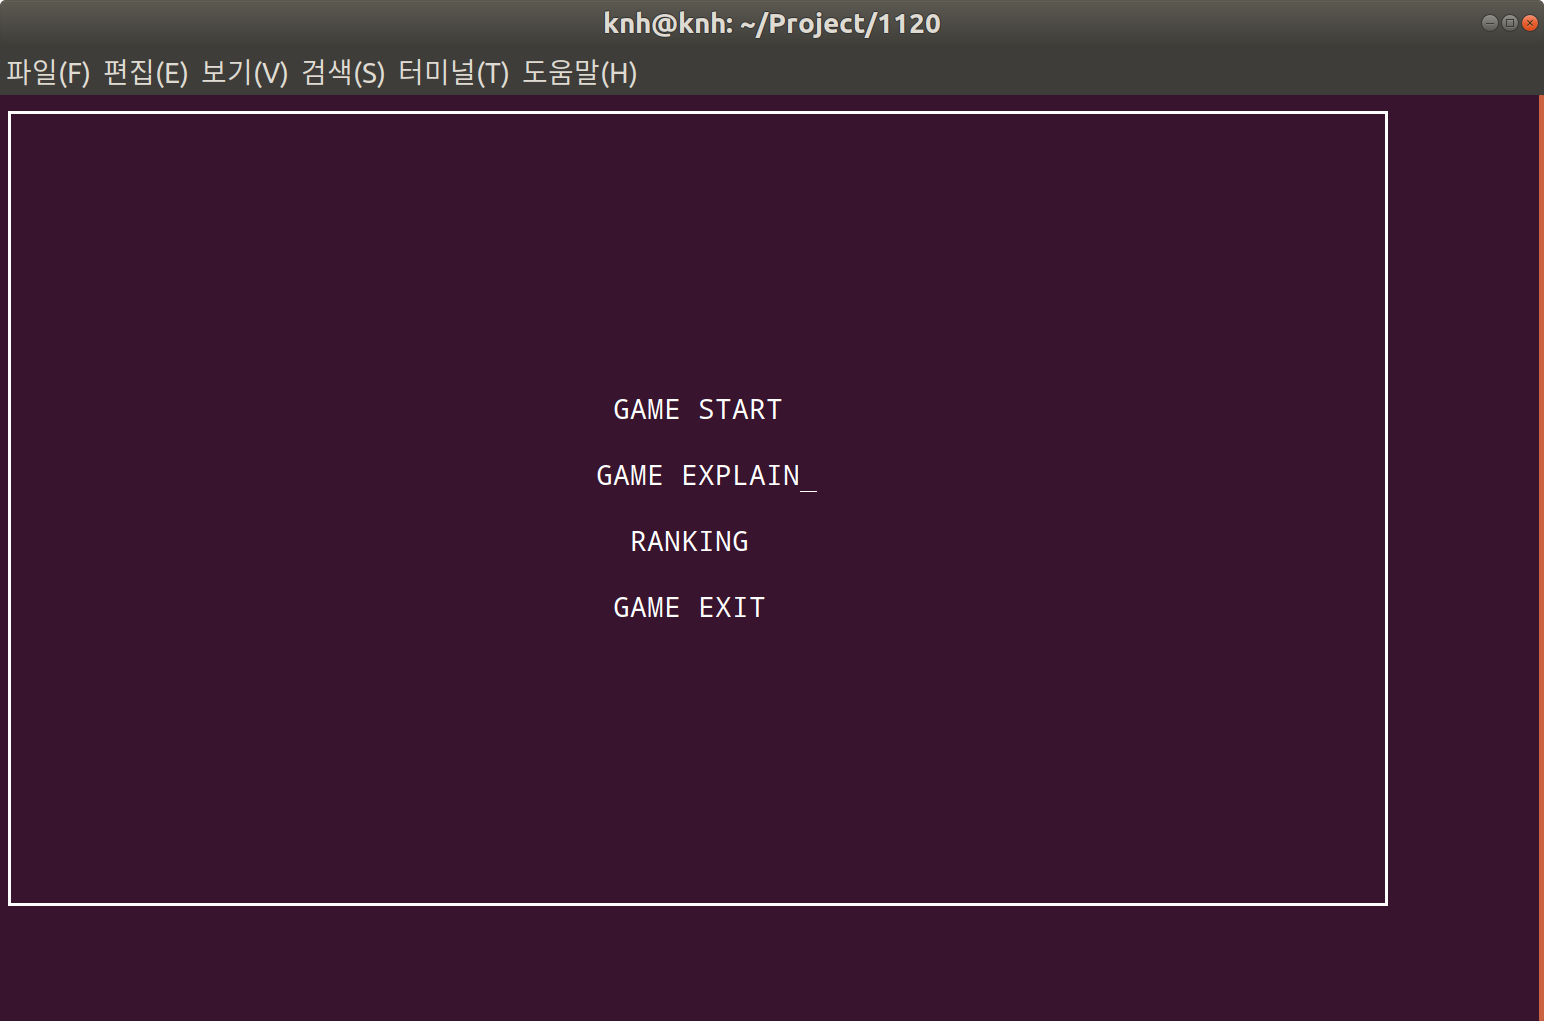 knh@knh: ~/Project/1120
파일(F) 편집(E) 보기(V) 검색(S) 터미널(T) 도움말(H)
GAME START
GAME EXPLAIN_
RANKING
GAME EXIT